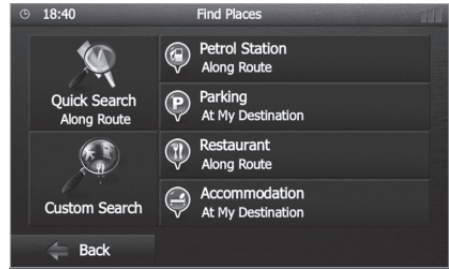 18:40
Find Places
Quick Search
Along Route
Custom Search
Petrol Station
Along Route
P
Parking
At My Destination
Restaurant
Along Route
Accommodation
At My Destination
Back